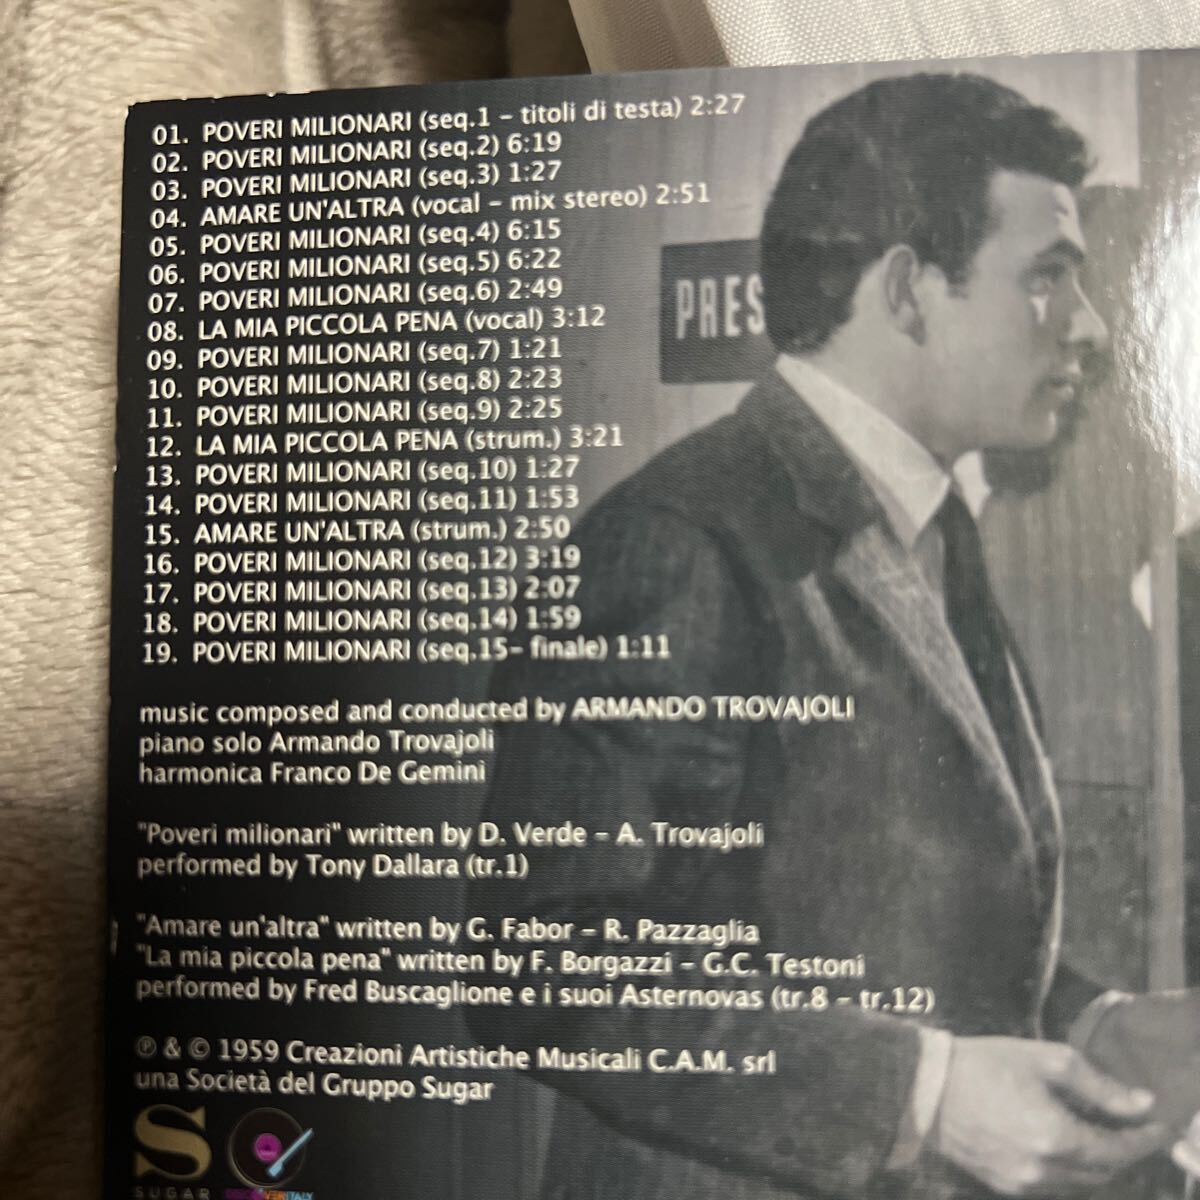 01. POVERI MILIONARI (seq.1 - titoli di testa) 2:27
02. POVERI MILIONARI (seq.2) 6:19
03. POVERI MILIONARI (seq.3) 1:27
04. AMARE UN'ALTRA (vocal - mix stereo) 2:51
05. POVERI MILIONARI (seq.4) 6:15
06. POVERI MILIONARI (seq.5) 6:22
07. POVERI MILIONARI (seq.6) 2:49
08. LA MIA PICCOLA PENA (vocal) 3:12
09. POVERI MILIONARI (seq.7) 1:21
10. POVERI MILIONARI (seq.8) 2:23
11. POVERI MILIONARI (seq.9) 2:25
12. LA MIA PICCOLA PENA (strum.) 3:21
13. POVERI MILIONARI (seq.10) 1:27
14. POVERI MILIONARI (seq.11) 1:53
15. AMARE UN'ALTRA (strum.) 2:50
16. POVERI MILIONARI (seq.12) 3:19
17. POVERI MILIONARI (seq.13) 2:07
18. POVERI MILIONARI (seq.14) 1:59
19. POVERI MILIONARI (seq.15- finale) 1:11
PRES
music composed and conducted by ARMANDO TROVAJOLI
piano solo Armando Trovajoli
harmonica Franco De Gemini
"Poveri milionari" written by D. Verde - A. Trovajoli
performed by Tony Dallara (tr.1)
"Amare un'altra" written by G. Fabor - R. Pazzaglia
"La mia piccola pena" written by F. Borgazzi - G.C. Testoni
performed by Fred Buscaglione e i suoi Asternovas (tr.8 - tr.12)
℗ & © 1959 Creazioni Artistiche Musicali C.A.M. srl
una Società del Gruppo Sugar
S
SUGAR